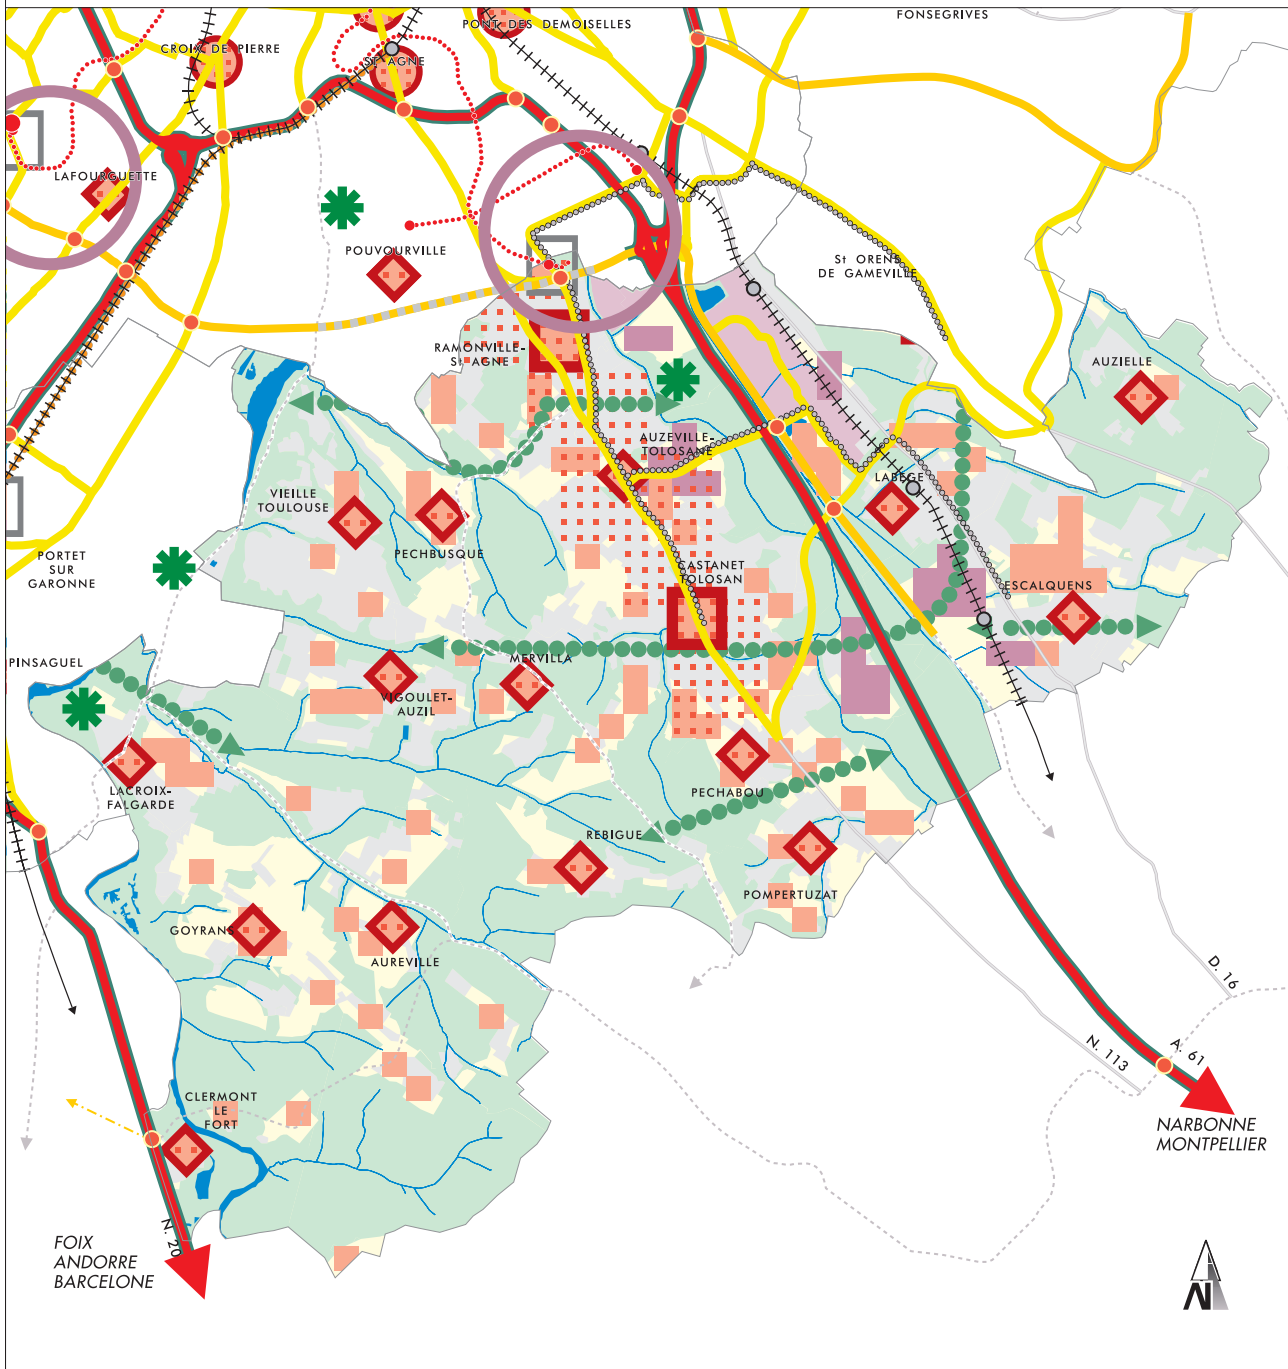 FONSEGRIVES
PONT DES DEMOISELLES
CROIX DE PIERRE
ST AGNE
LAFOURGUETTE
POUVOURVILLE
St ORENS
DE GAMEVILLE
RAMONVILLE-
St AGNE
AUZIELLE
AUZEVILLE-
TOLOSANE
LABEGE
VIEILLE
TOULOUSE
PECHBUSQUE
PORTET
SUR
GARONNE
CASTANET
TOLOSAN
ESCALQUENS
PINSAGUEL
MERVILLA
VIGOULET-
AUZIL
LACROIX-
FALGARDE
PECHABOU
REBIGUE
POMPERTUZAT
GOYRANS
AUREVILLE
D. 16
N. 113
A. 61
CLERMONT
LE
FORT
NARBONNE
MONTPELLIER
N. 20
FOIX
ANDORRE
BARCELONE
N